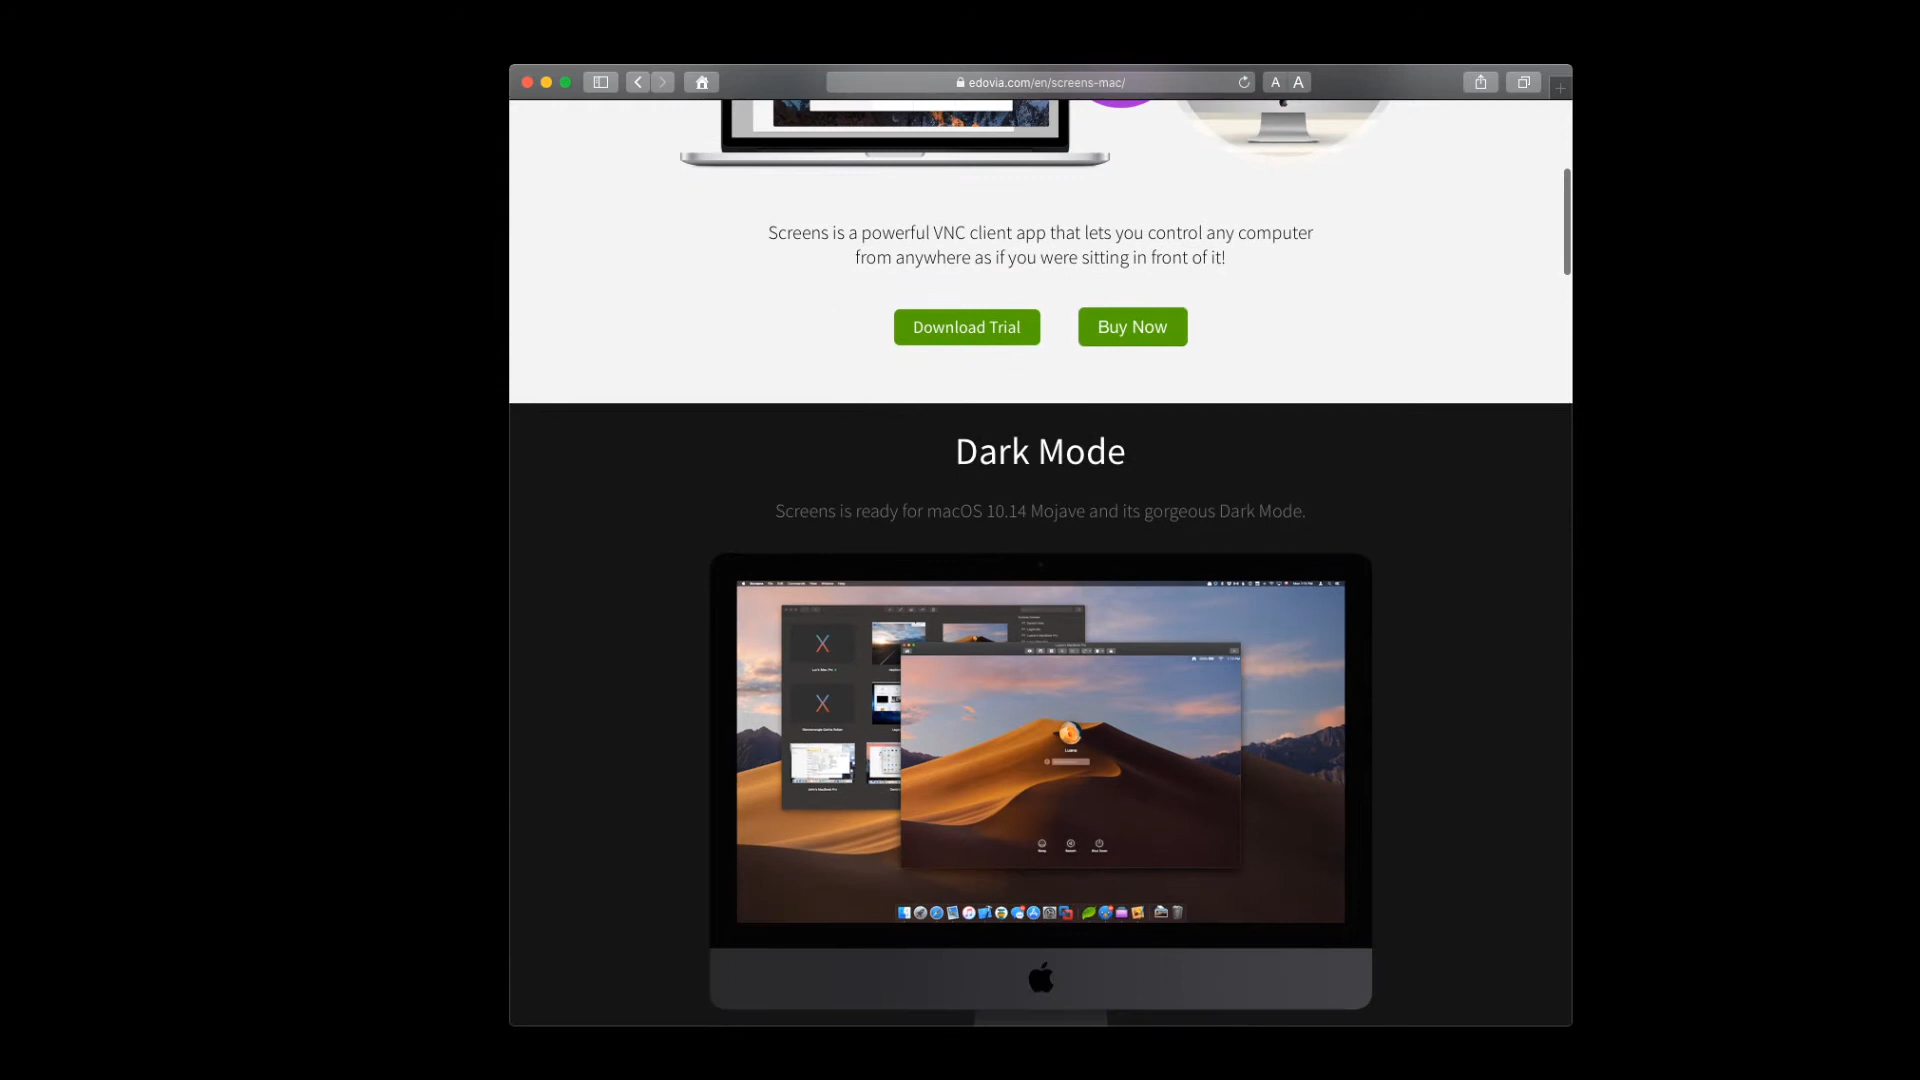 edovia.com/en/screens-mac/
A A
Screens is a powerful VNC client app that lets you control any computer
from anywhere as if you were sitting in front of it!
Download Trial
Buy Now
Dark Mode
Screens is ready for macOS 10.14 Mojave and its gorgeous Dark Mode.